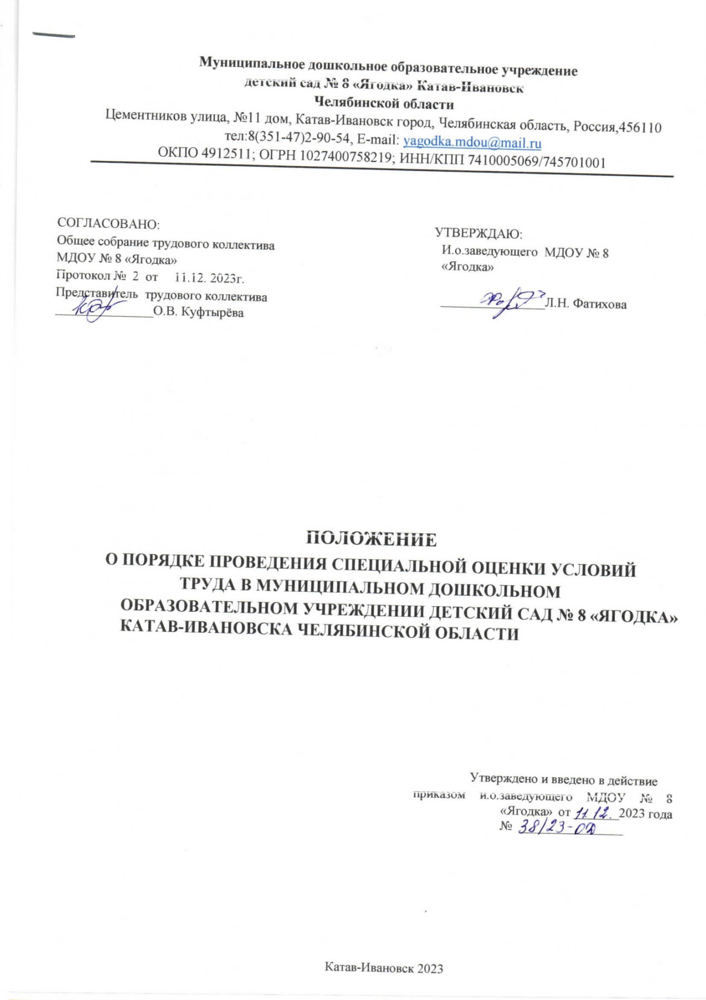 Муниципальное дошкольное образовательное учреждение
детский сад № 8 «Ягодка» Катав-Ивановск
Челябинской области
Цементников улица, №11 дом, Катав-Ивановск город, Челябинская область, Россия,456110
тел:8(351-47)2-90-54, E-mail: yagodka.mdou@mail.ru
ОКПО 4912511; ОГРН 1027400758219; ИНН/КПП 7410005069/745701001
СОГЛАСОВАНО:
Общее собрание трудового коллектива
МДОУ № 8 «Ягодка»
Протокол № 2 от 11.12. 2023г.
Представитель трудового коллектива
О.В. Куфтырёва
УТВЕРЖДАЮ:
И.о.заведующего МДОУ № 8
«Ягодка»
Л.Н. Фатихова
ПОЛОЖЕНИЕ
О ПОРЯДКЕ ПРОВЕДЕНИЯ СПЕЦИАЛЬНОЙ ОЦЕНКИ УСЛОВИЙ
ТРУДА В МУНИЦИПАЛЬНОМ ДОШКОЛЬНОМ
ОБРАЗОВАТЕЛЬНОМ УЧРЕЖДЕНИИ ДЕТСКИЙ САД № 8 «ЯГОДКА»
КАТАВ-ИВАНОВСКА ЧЕЛЯБИНСКОЙ ОБЛАСТИ
Утверждено и введено в действие
приказом и.о.заведующего МДОУ № 8
«Ягодка» от 11.12. 2023 года
№ 38/23-ОД
Катав-Ивановск 2023